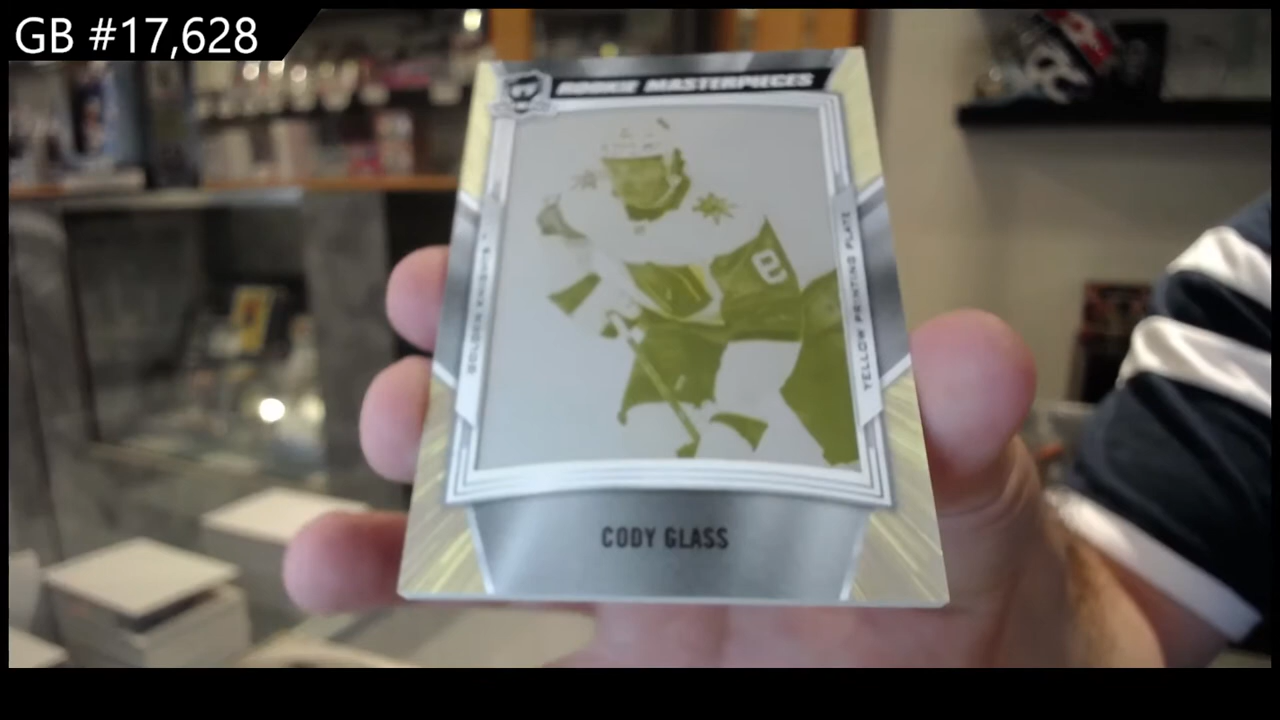 GB #17,628
ROOKIE MASTERPIECES
GOLDEN KNIGHTS
YELLOW PRINTING PLATE
CODY GLASS